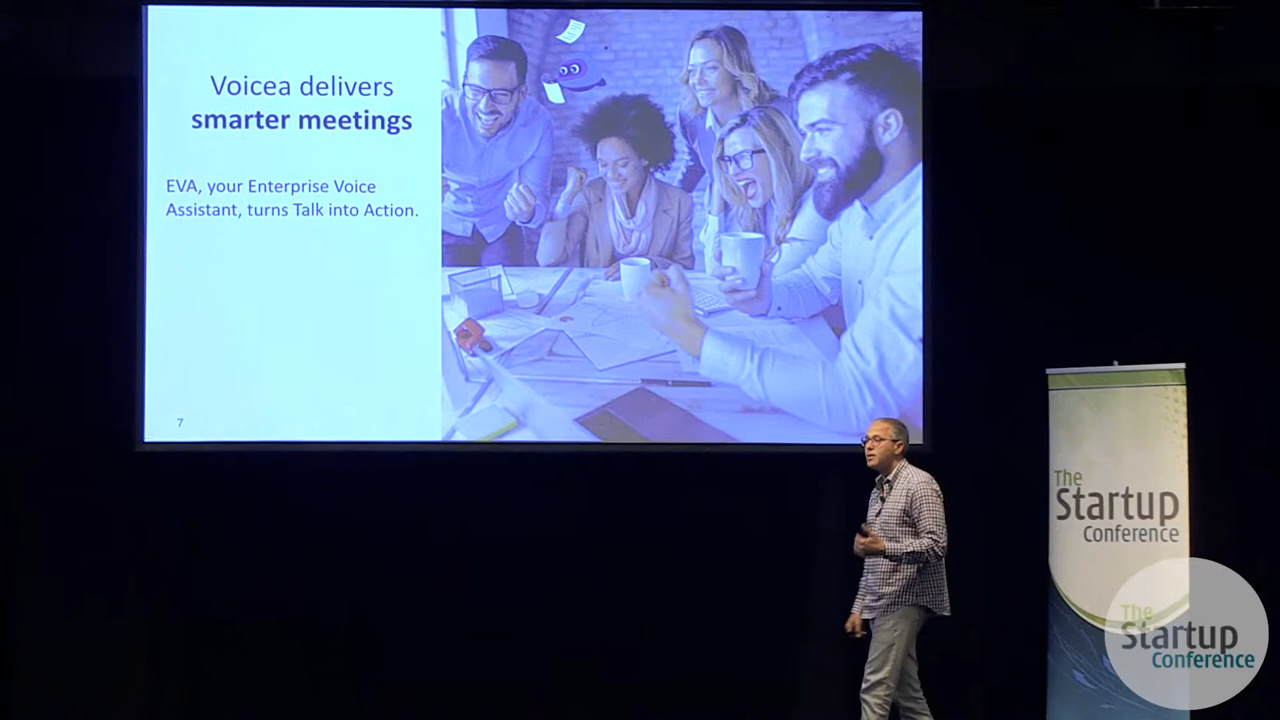 Voicea delivers
smarter meetings
EVA, your Enterprise Voice
Assistant, turns Talk into Action.
7
The
Startup
Conference
The
Startup
Conference